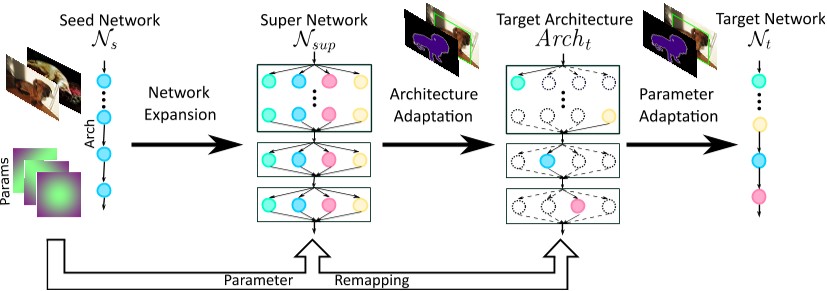 Seed Network
𝒩s
Super Network
𝒩sup
Target Architecture
Archt
Target Network
𝒩t
Network
Expansion
Architecture
Adaptation
Parameter
Adaptation
Arch
Params
Parameter Remapping